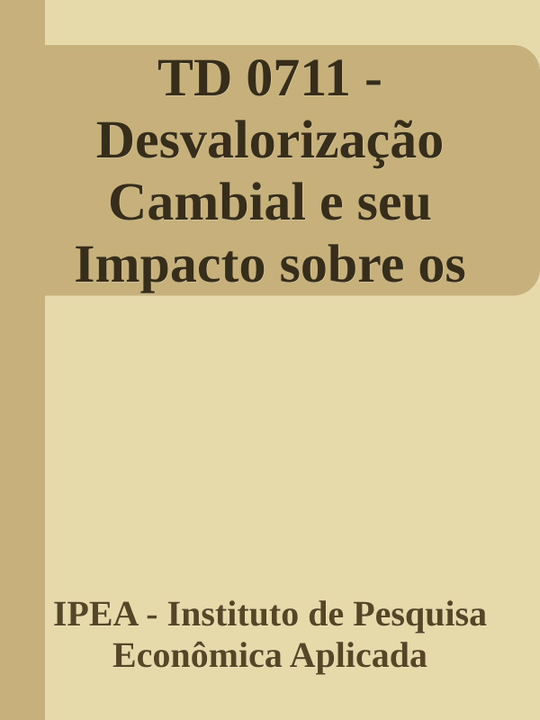 TD 0711 -
Desvalorização
Cambial e seu
Impacto sobre os
IPEA - Instituto de Pesquisa
Econômica Aplicada